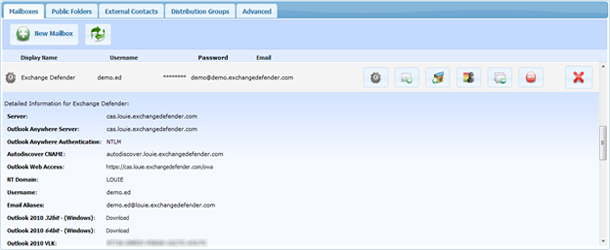 Mailboxes Public Folders External Contacts Distribution Groups Advanced
New Mailbox
Display Name Username Password Email
Exchange Defender demo.ed ******** demo@demo.exchangedefender.com
Detailed Information for Exchange Defender:
Server: cas.louie.exchangedefender.com
Outlook Anywhere Server: cas.louie.exchangedefender.com
Outlook Anywhere Authentication: NTLM
Autodiscover CNAME: autodiscover.louie.exchangedefender.com
Outlook Web Access: https://cas.louie.exchangedefender.com/owa
NT Domain: LOUIE
Username: demo.ed
Email Aliases: demo.ed@louie.exchangedefender.com
Outlook 2010 32bit - (Windows): Download
Outlook 2010 64bit - (Windows): Download
Outlook 2010 VLK: